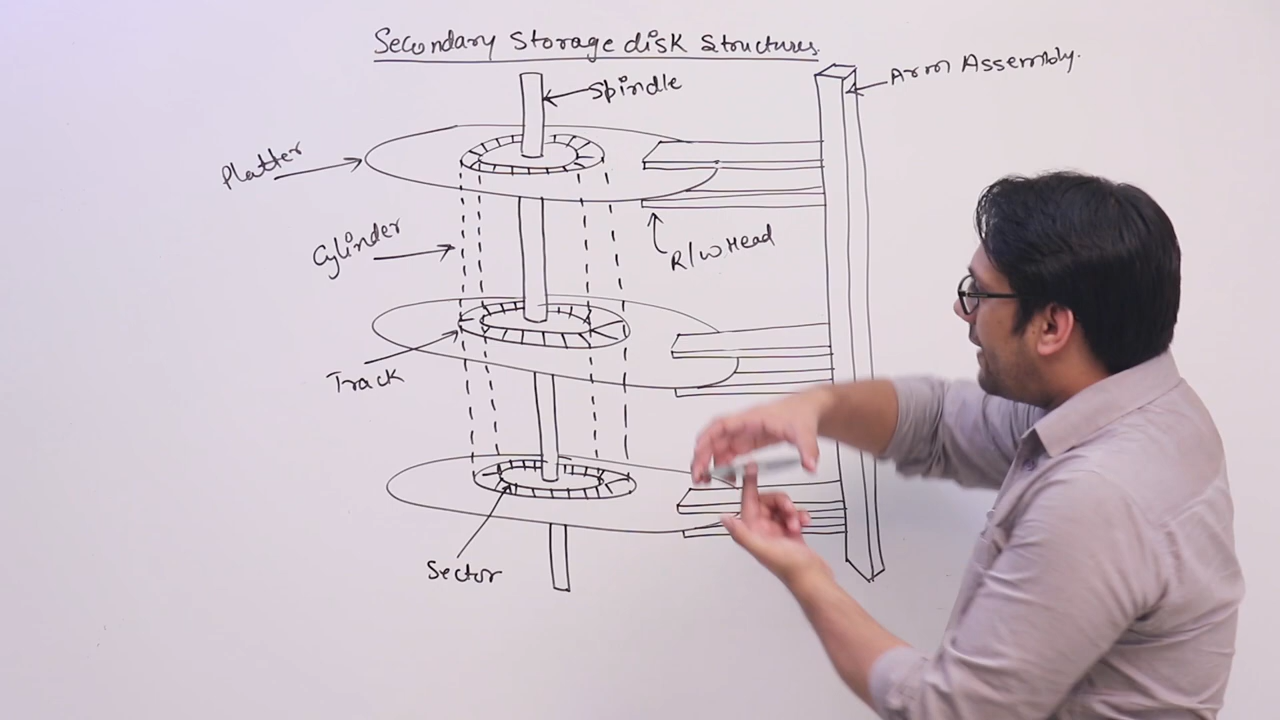 Secondary Storage disk Structures.
Spindle
Arm Assembly.
Platter
Cylinder
R/W Head
Track
Sector